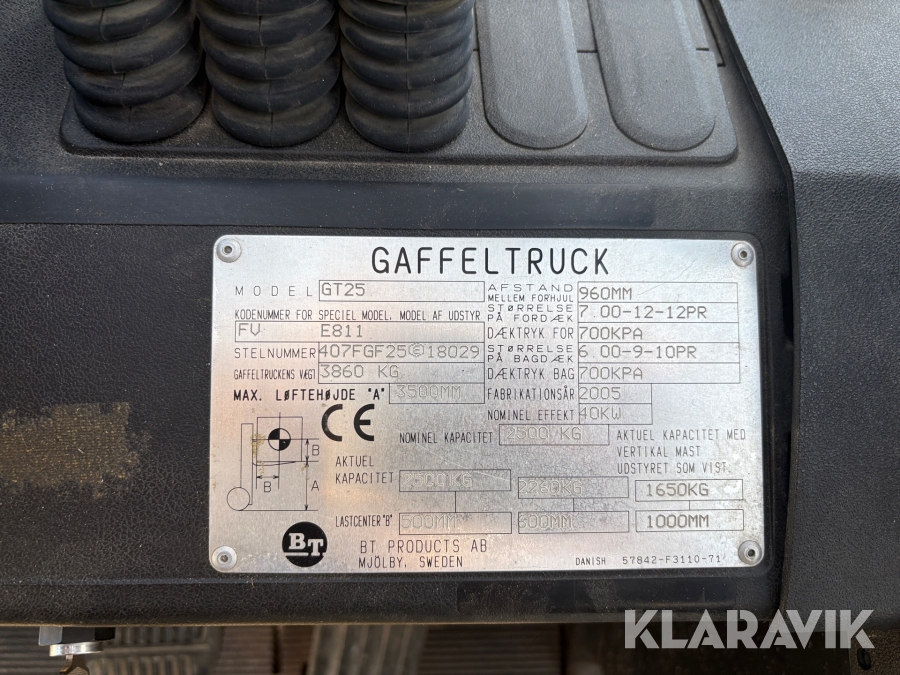 GAFFELTRUCK
MODEL GT25
KODENUMMER FOR SPECIEL MODEL. MODEL AF UDSTYR
FV E811
STELNUMMER 407FGF25©18029
GAFFELTRUCKENS VÆGT 3860 KG
MAX. LØFTEHØJDE "A" 3500MM
AFSTAND MELLEM FORHJUL 960MM
STØRRELSE PÅ FORDÆK 7.00-12-12PR
DÆKTRYK FOR 700KPA
STØRRELSE PÅ BAGDÆK 6.00-9-10PR
DÆKTRYK BAG 700KPA
FABRIKATIONSÅR 2005
NOMINEL EFFEKT 40KW
CE
NOMINEL KAPACITET 2500 KG
AKTUEL KAPACITET MED
VERTIKAL MAST
UDSTYRET SOM VIST.
B
B
A
AKTUEL
KAPACITET 2500KG 2260KG 1650KG
LASTCENTER "B" 500MM 600MM 1000MM
BT
BT PRODUCTS AB
MJÖLBY, SWEDEN
DANISH 57842-F3110-71
KLARAVIK